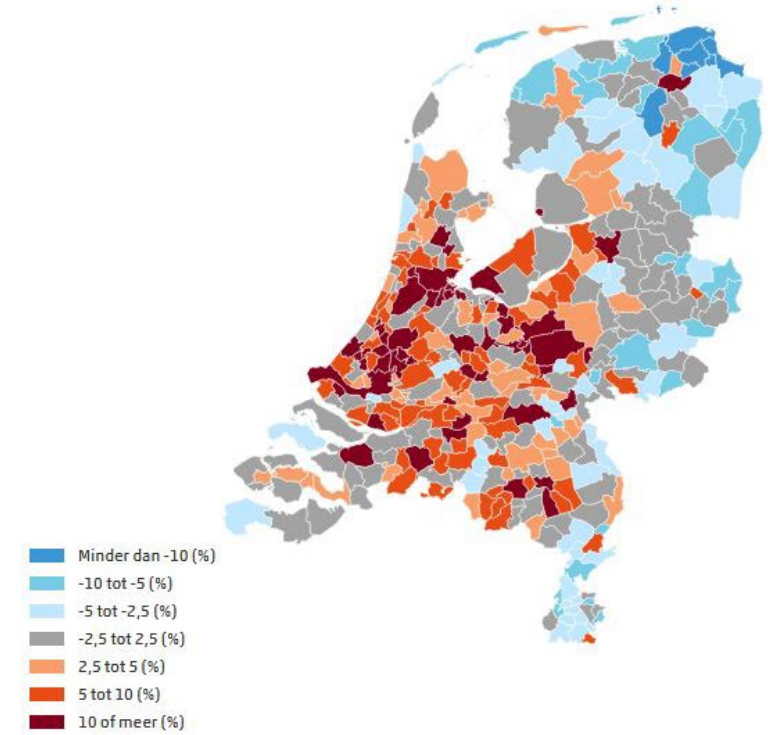 Minder dan -10 (%)
-10 tot -5 (%)
-5 tot -2,5 (%)
-2,5 tot 2,5 (%)
2,5 tot 5 (%)
5 tot 10 (%)
10 of meer (%)